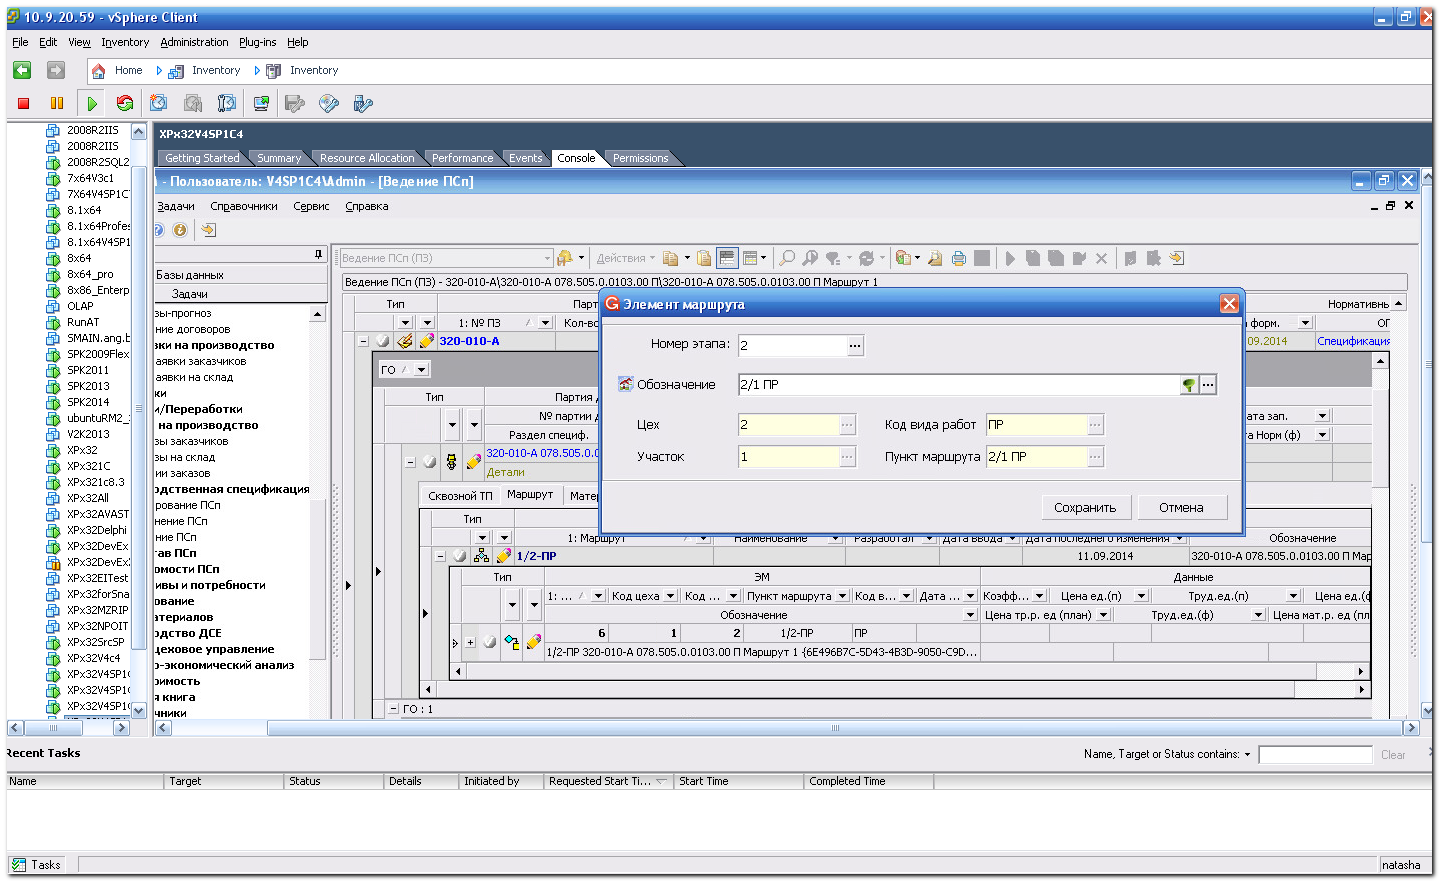 10.9.20.59 - vSphere Client
File Edit View Inventory Administration Plug-ins Help
Home Inventory Inventory
XPx32V4SP1C4
Getting Started Summary Resource Allocation Performance Events Console Permissions
2008R2IIS
2008R2IIS
2008R2SQL2
7x64V3c1
7X64V4SP1C
8.1x64
8.1x64Profes
8.1x64V4SP1
8x64
8x64_pro
8x86_Enterp
OLAP
RunAT
SMAIN.ang.b
SPK2009Flex
SPK2011
SPK2013
SPK2014
ubuntuRM2_
V2K2013
XPx32
XPx321C
XPx321c8.3
XPx32All
XPx32AVAST
XPx32Delphi
XPx32DevEx
XPx32DevEx
XPx32EITest
XPx32forSna
XPx32MZRIP
XPx32NPOIT
XPx32SrcSP
XPx32V4c4
XPx32V4SP1
XPx32V4SP1
XPx32V4SP1
\ - Пользователь: V4SP1C4\Admin - [Ведение ПСп]
Задачи Справочники Сервис Справка
Базы данных
Задачи
зы-прогноз
ние договоров
зки на производство
аявки заказчиков
аявки на склад
ки
и/Переработки
на производство
зы заказчиков
зы на склад
ии заказов
одственная спецификация
ирование ПСп
нение ПСп
ние ПСп
тав ПСп
омости ПСп
тивы и потребности
ование
атериалов
одство ДСЕ
цеховое управление
о-экономический анализ
оимость
я книга
чники
Ведение ПСп (ПЗ) Действия
Ведение ПСп (ПЗ) - 320-010-А\320-010-А 078.505.0.0103.00 П\320-010-А 078.505.0.0103.00 П Маршрут 1
Тип Парт Нормативнь
1: № ПЗ Кол-во форм. ОГ
320-010-А 09.2014 Спецификация
ГО
Тип Партия д
№ партии д ата зап.
Раздел специф. а Норм (ф)
320-010-А 078.505.0
Детали
Сквозной ТП Маршрут Матер
Тип
1: Маршрут Наименование Разработал Дата ввода Дата последнего изменения Обозначение
1/2-ПР 11.09.2014 320-010-А 078.505.0.0103.00 П Мар
Тип ЭМ Данные
1: ... Код цеха Код ... Пункт маршрута Код в... Дата ... Коэфф... Цена ед.(п) Труд.ед.(п) Цена ед.(ф
Обозначение Цена тр.р. ед (план) Труд.ед.(ф) Цена мат.р. ед (план
6 1 2 1/2-ПР ПР
1/2-ПР 320-010-А 078.505.0.0103.00 П Маршрут 1 {6E496B7C-5D43-4B3D-9050-C9D...
ГО : 1
Элемент маршрута
Номер этапа: 2 ...
Обозначение 2/1 ПР ...
Цех 2 ... Код вида работ ПР ...
Участок 1 ... Пункт маршрута 2/1 ПР ...
Сохранить Отмена
Recent Tasks
Name, Target or Status contains: Clear
Name Target Status Details Initiated by Requested Start Ti... Start Time Completed Time
Tasks natasha